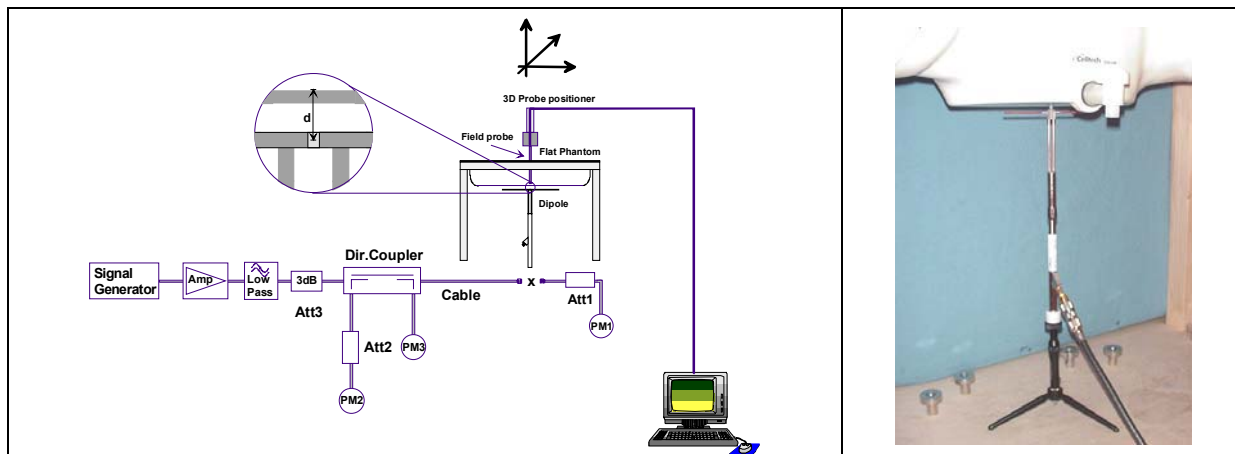 d
3D Probe positioner
Field probe
Flat Phantom
Dipole
Dir.Coupler
Signal
Generator
Amp
Low
Pass
3dB
Att3
Cable
x
Att1
PM1
Att2
PM3
PM2
Celltech